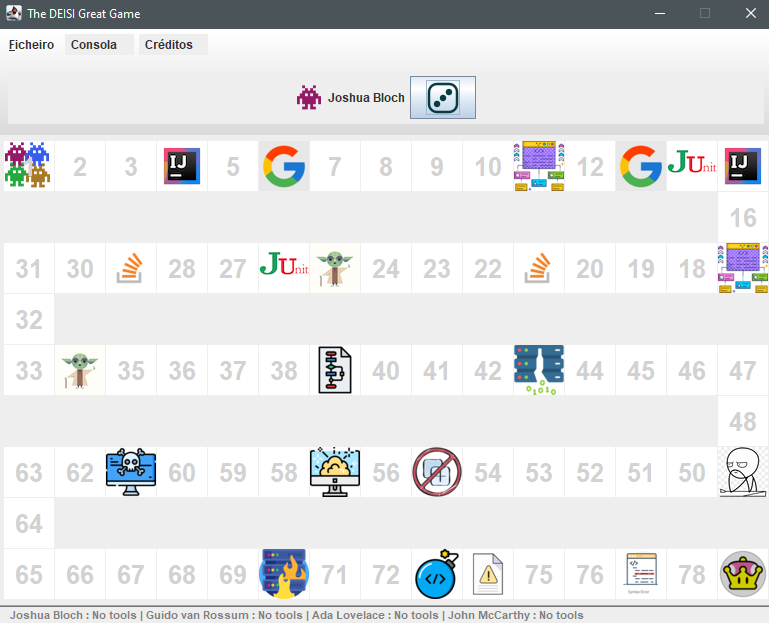 The DEISI Great Game
Ficheiro Consola Créditos
Joshua Bloch
2 3 IJ 5 G 7 8 9 10 12 G JUnit IJ
16
31 30 28 27 JUnit 24 23 22 20 19 18
32
33 35 36 37 38 40 41 42 44 45 46 47
48
63 62 60 59 58 56 54 53 52 51 50
64
65 66 67 68 69 71 72 </> 75 76 78
Joshua Bloch : No tools | Guido van Rossum : No tools | Ada Lovelace : No tools | John McCarthy : No tools